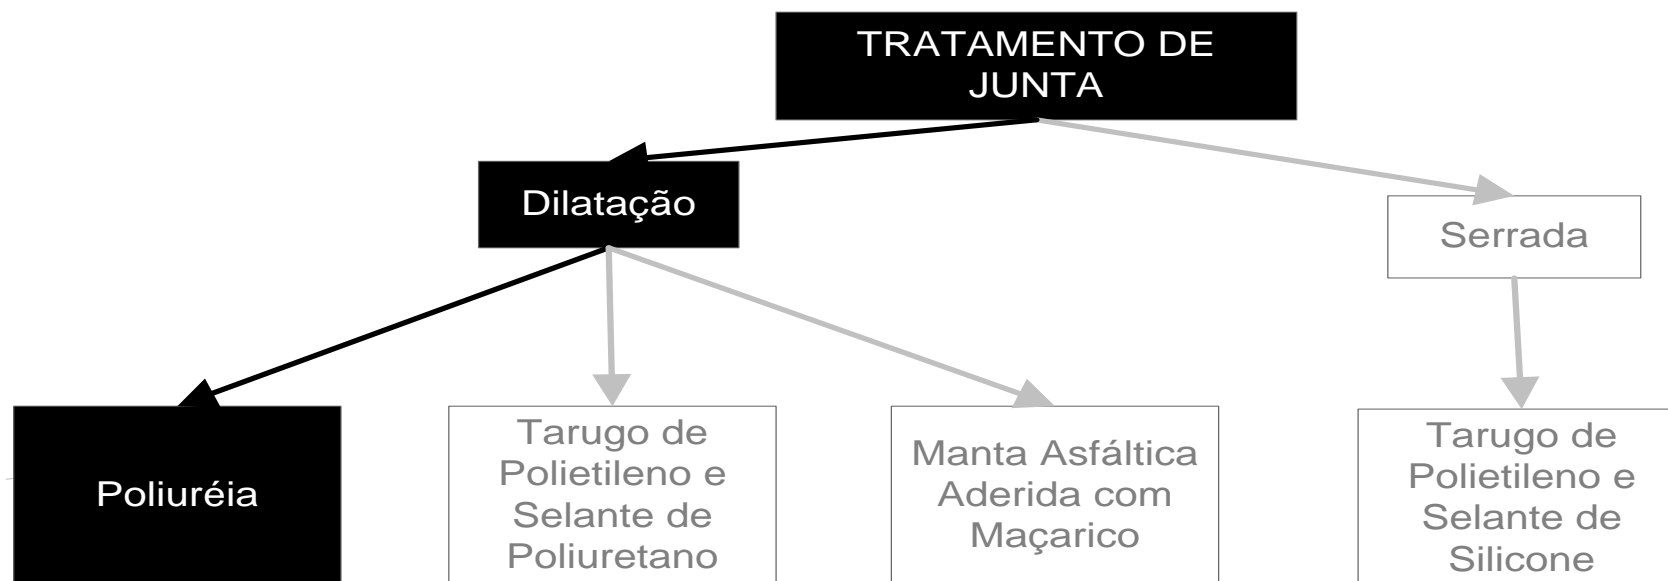 TRATAMENTO DE
JUNTA
Dilatação
Serrada
Poliuréia
Tarugo de
Polietileno e
Selante de
Poliuretano
Manta Asfáltica
Aderida com
Maçarico
Tarugo de
Polietileno e
Selante de
Silicone